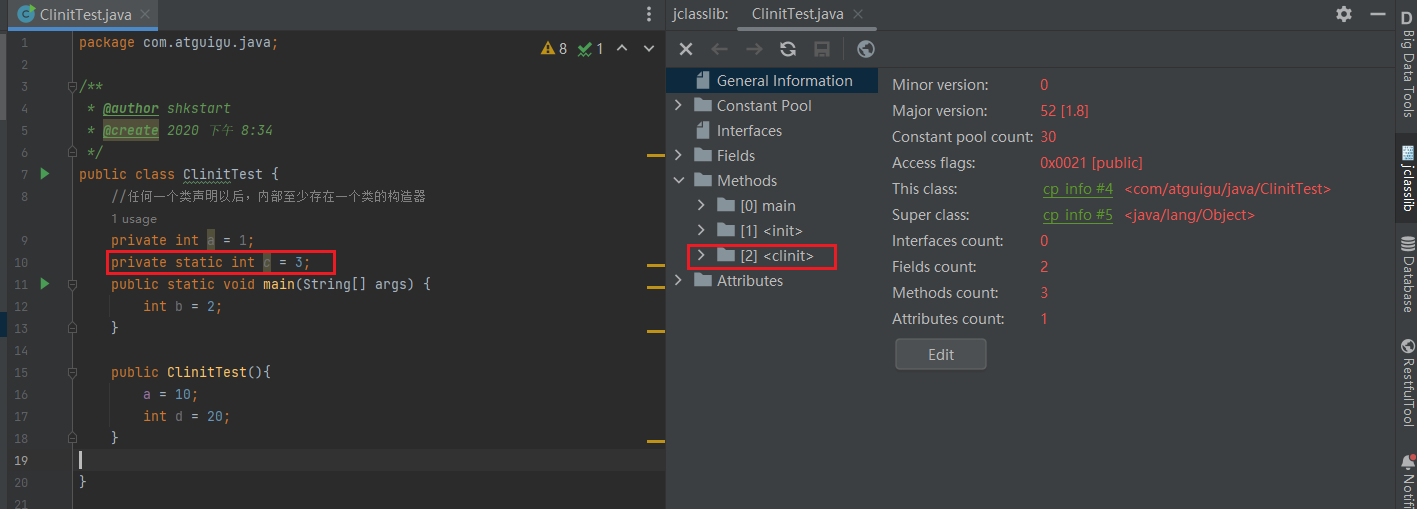 ClinitTest.java
jclasslib:
ClinitTest.java
1 package com.atguigu.java;
8 1
2
3 /**
4 * @author shkstart
5 * @create 2020 下午 8:34
6 */
7 public class ClinitTest {
8 //任何一个类声明以后，内部至少存在一个类的构造器
1 usage
9 private int a = 1;
10 private static int c = 3;
11 public static void main(String[] args) {
12 int b = 2;
13 }
14
15 public ClinitTest(){
16 a = 10;
17 int d = 20;
18 }
19
20 }
21
General Information
Constant Pool
Interfaces
Fields
Methods
[0] main
[1] <init>
[2] <clinit>
Attributes
Minor version: 0
Major version: 52 [1.8]
Constant pool count: 30
Access flags: 0x0021 [public]
This class: cp_info #4 <com/atguigu/java/ClinitTest>
Super class: cp_info #5 <java/lang/Object>
Interfaces count: 0
Fields count: 2
Methods count: 3
Attributes count: 1
Edit
D
Big Data Tools
jclasslib
Database
RestfulTool
Notifi